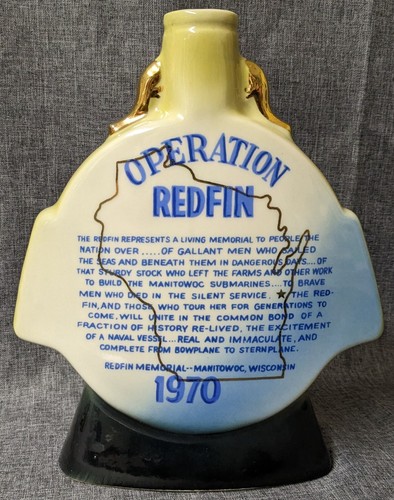 OPERATION
REDFIN
THE REDFIN REPRESENTS A LIVING MEMORIAL TO PEOPLE THE
NATION OVER.....OF GALLANT MEN WHO SAILED
THE SEAS AND BENEATH THEM IN DANGEROUS DAYS....OF
THAT STURDY STOCK WHO LEFT THE FARMS AND OTHER WORK
TO BUILD THE MANITOWOC SUBMARINES....TO BRAVE
MEN WHO DIED IN THE SILENT SERVICE. THE RED-
FIN, AND THOSE WHO TOUR HER FOR GENERATIONS TO
COME, WILL UNITE IN THE COMMON BOND OF A
FRACTION OF HISTORY RE-LIVED, THE EXCITEMENT
OF A NAVAL VESSEL...REAL AND IMMACULATE, AND
COMPLETE FROM BOWPLANE TO STERNPLANE.
REDFIN MEMORIAL--MANITOWOC, WISCONSIN
1970